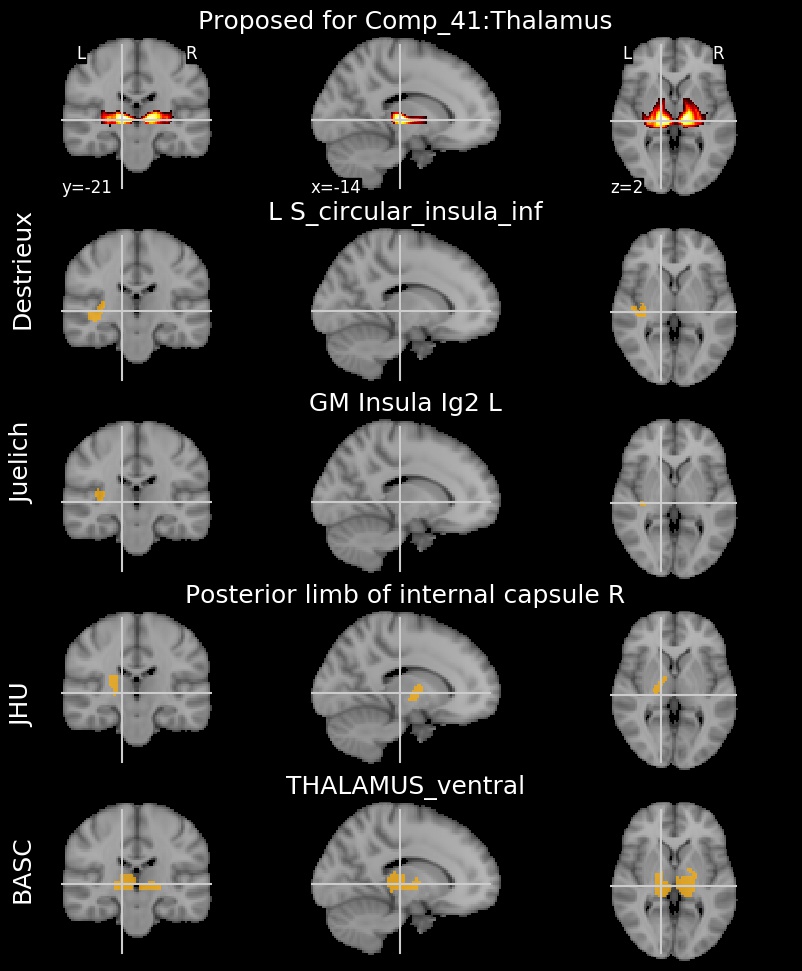 Proposed for Comp_41:Thalamus
L R L R
y=-21 x=-14 z=2
L S_circular_insula_inf
Destrieux
GM Insula Ig2 L
Juelich
Posterior limb of internal capsule R
JHU
THALAMUS_ventral
BASC